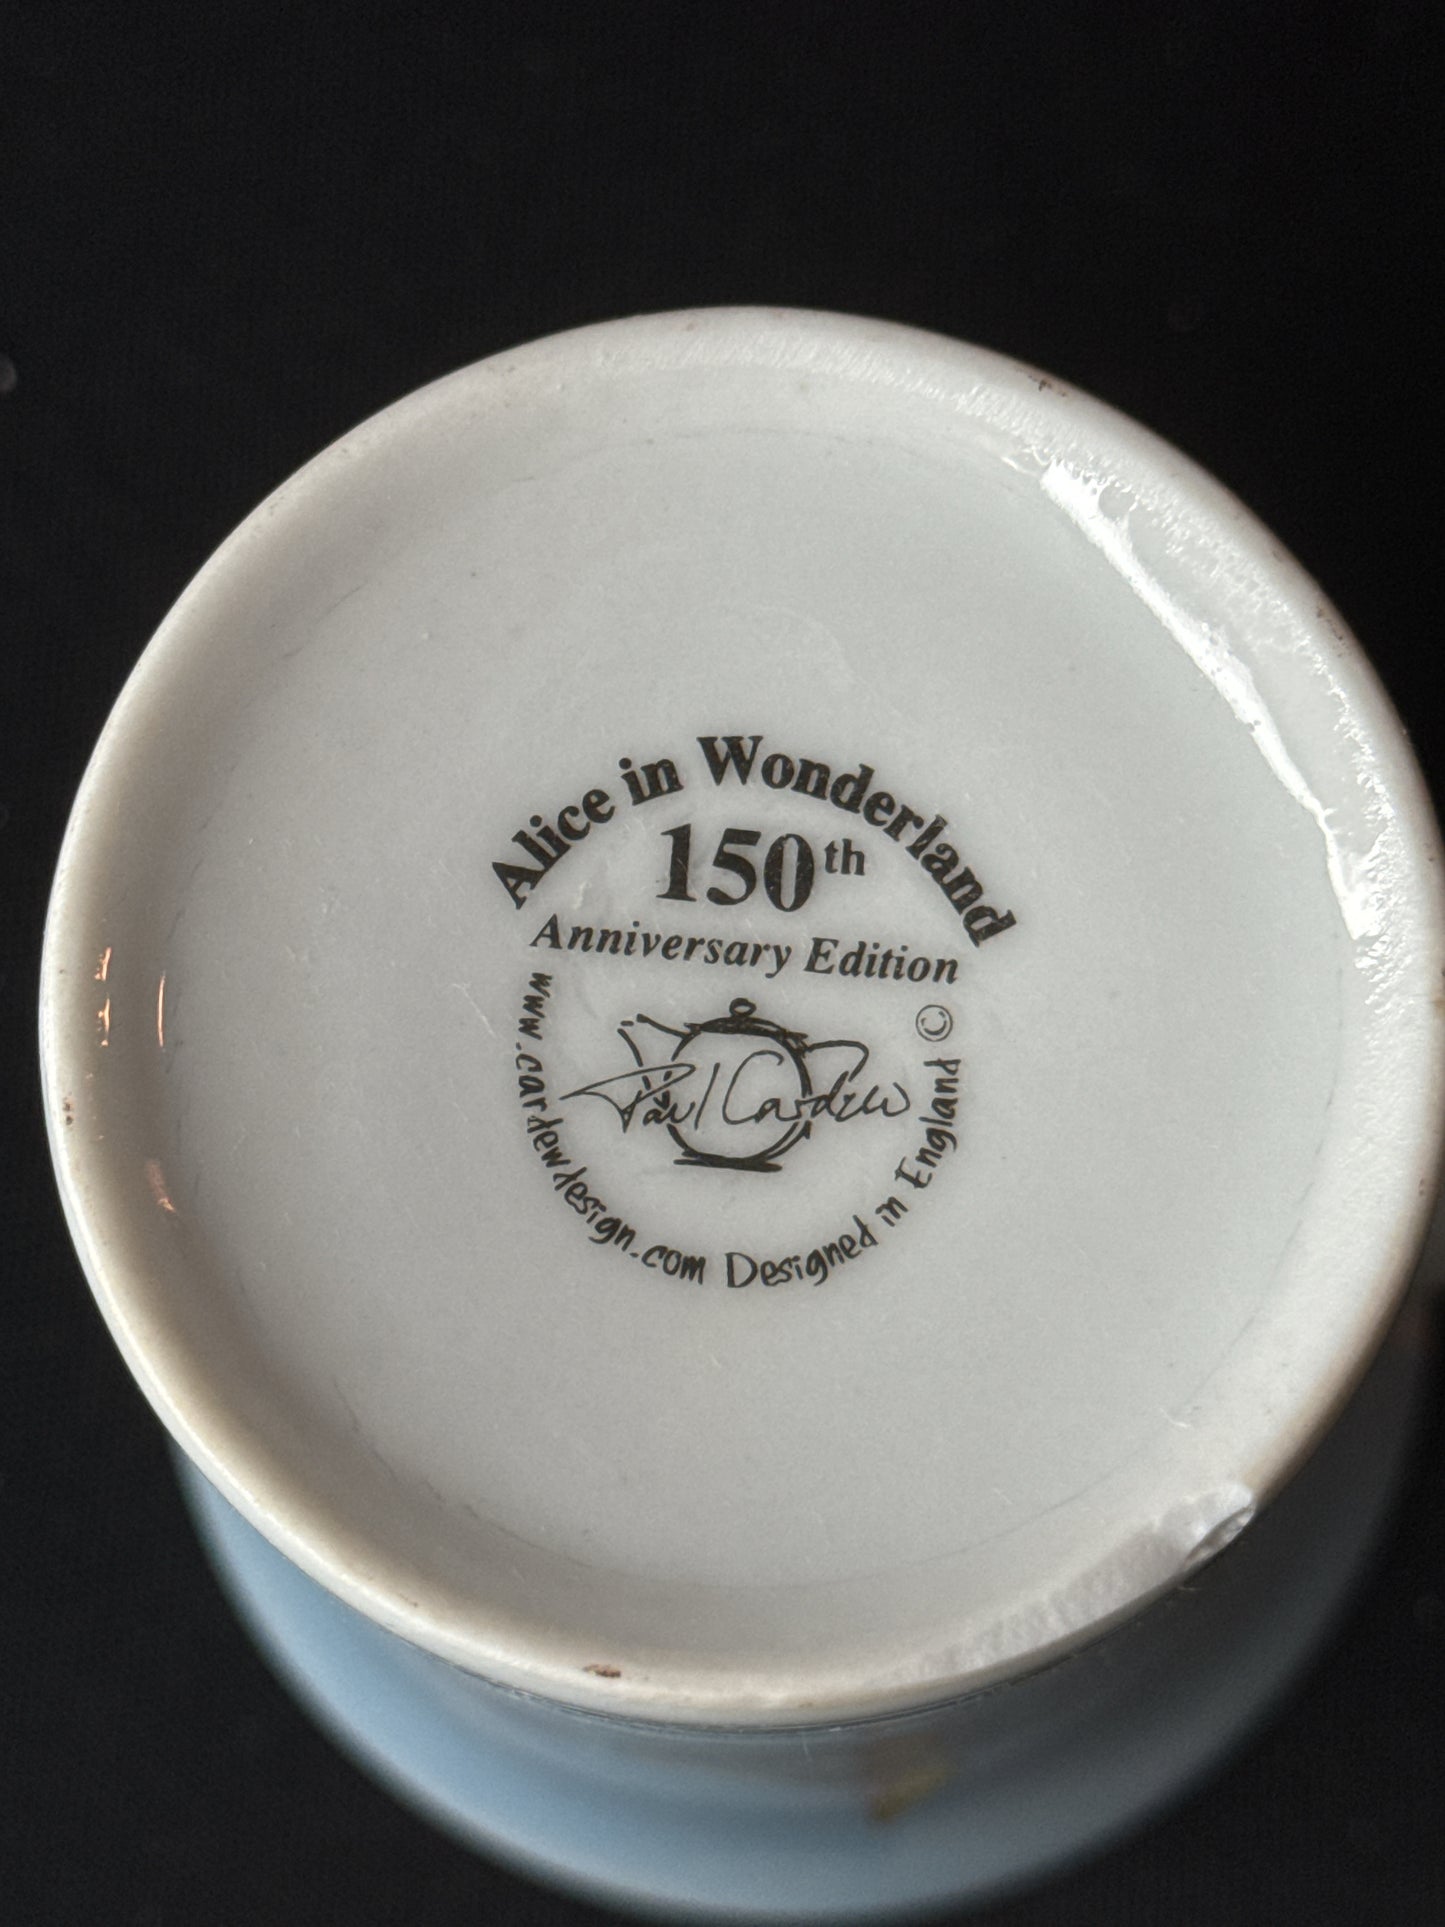 Alice in Wonderland
150th
Anniversary Edition
Paul Cardew
www.cardewdesign.com Designed in England ©